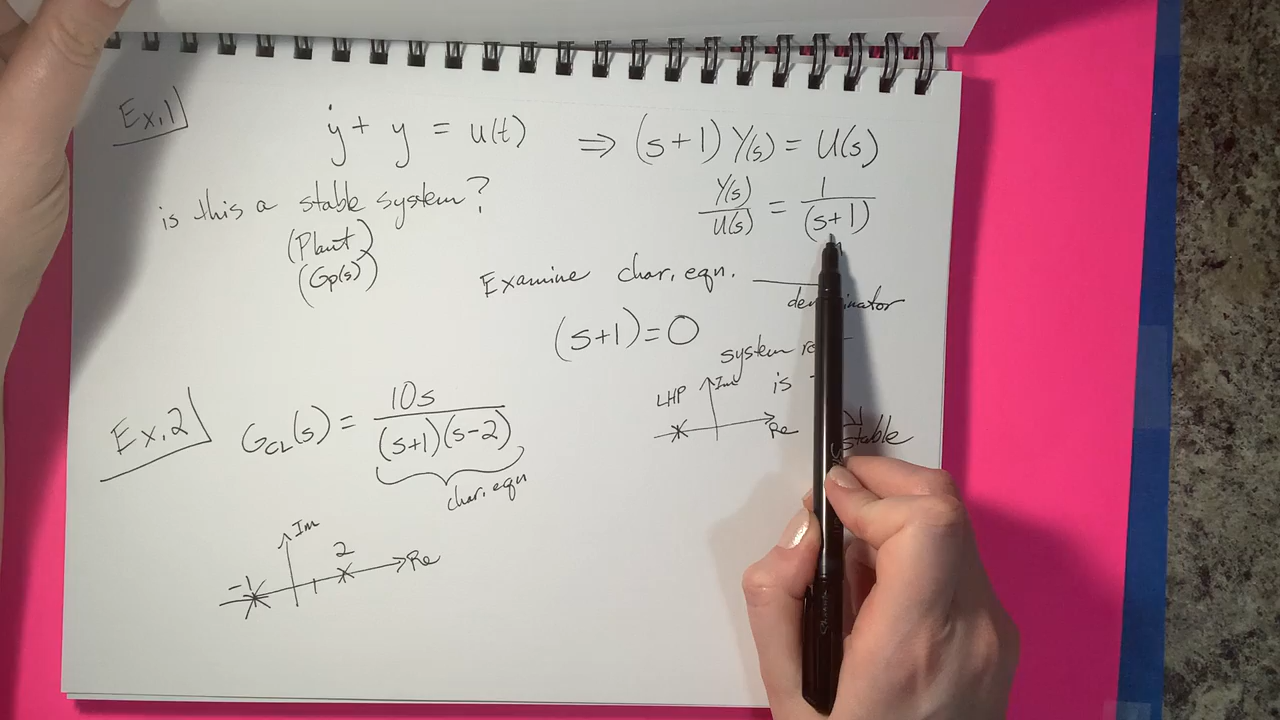 Ex.1
ẏ + y = u(t) ⇒ (s+1) Y(s) = U(s)
Y(s)/U(s) = 1/(s+1)
is this a stable system?
(Plant)
(Gp(s))
Examine char. eqn.
(s+1)=0
system
is
LHP
Im
Re
stable
Ex.2
G_CL(s) = 10s/((s+1)(s-2))
char. eqn
Im
-1
2
Re